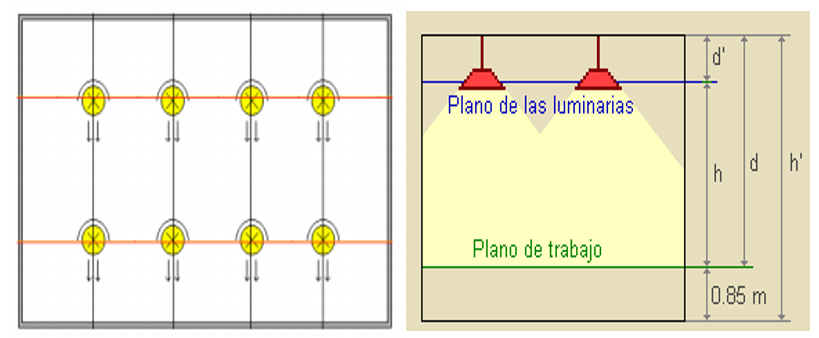 d'
Plano de las luminarias
h
d
h'
Plano de trabajo
0.85 m